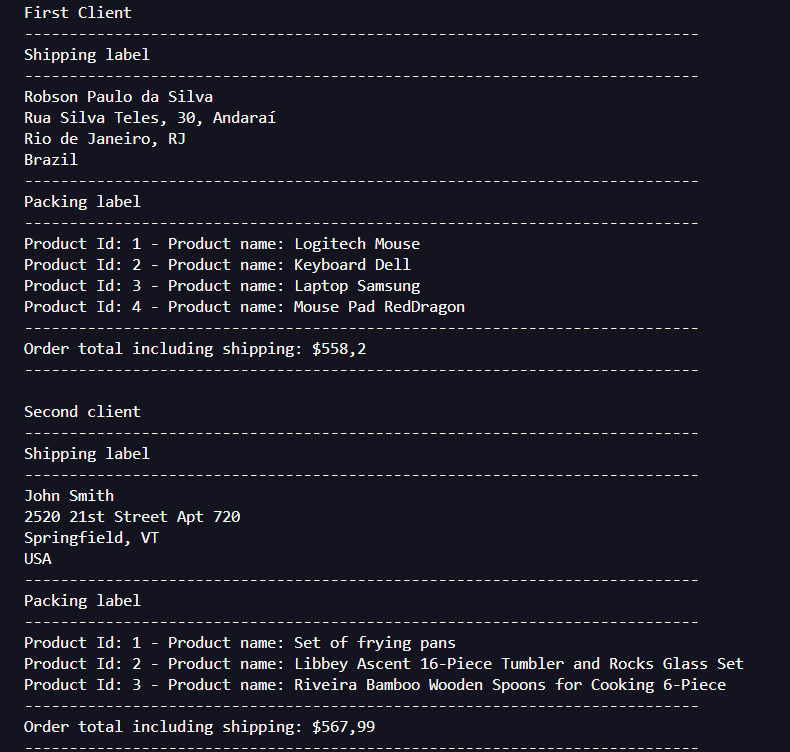 First Client
---------------------------------------------------------------------------
Shipping label
---------------------------------------------------------------------------
Robson Paulo da Silva
Rua Silva Teles, 30, Andaraí
Rio de Janeiro, RJ
Brazil
---------------------------------------------------------------------------
Packing label
---------------------------------------------------------------------------
Product Id: 1 - Product name: Logitech Mouse
Product Id: 2 - Product name: Keyboard Dell
Product Id: 3 - Product name: Laptop Samsung
Product Id: 4 - Product name: Mouse Pad RedDragon
---------------------------------------------------------------------------
Order total including shipping: $558,2
---------------------------------------------------------------------------

Second client
---------------------------------------------------------------------------
Shipping label
---------------------------------------------------------------------------
John Smith
2520 21st Street Apt 720
Springfield, VT
USA
---------------------------------------------------------------------------
Packing label
---------------------------------------------------------------------------
Product Id: 1 - Product name: Set of frying pans
Product Id: 2 - Product name: Libbey Ascent 16-Piece Tumbler and Rocks Glass Set
Product Id: 3 - Product name: Riveira Bamboo Wooden Spoons for Cooking 6-Piece
---------------------------------------------------------------------------
Order total including shipping: $567,99
---------------------------------------------------------------------------